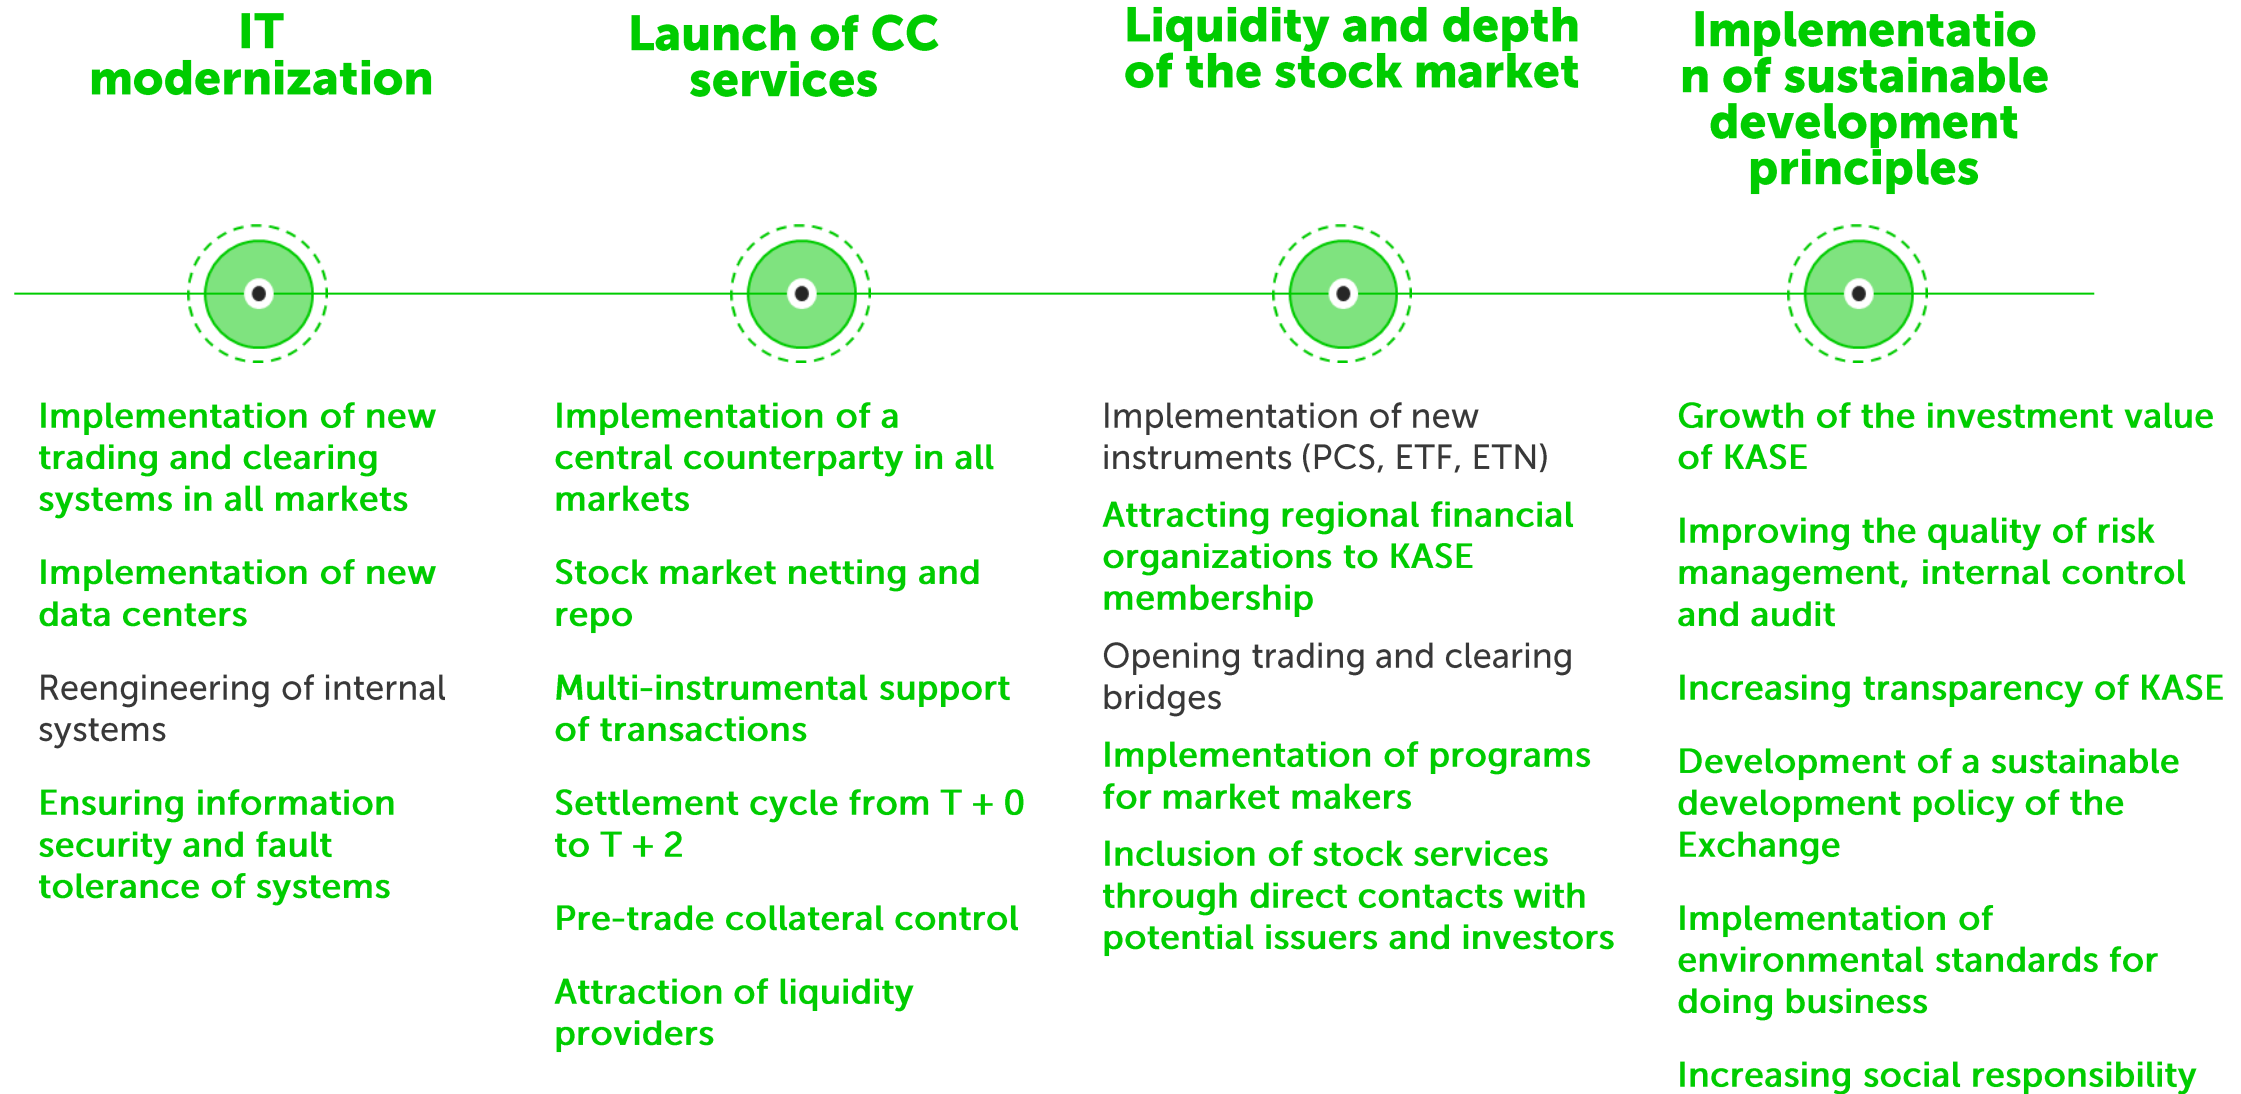 IT
modernization
Launch of CC
services
Liquidity and depth
of the stock market
Implementatio
n of sustainable
development
principles
Implementation of new
trading and clearing
systems in all markets
Implementation of new
data centers
Reengineering of internal
systems
Ensuring information
security and fault
tolerance of systems
Implementation of a
central counterparty in all
markets
Stock market netting and
repo
Multi-instrumental support
of transactions
Settlement cycle from T + 0
to T + 2
Pre-trade collateral control
Attraction of liquidity
providers
Implementation of new
instruments (PCS, ETF, ETN)
Attracting regional financial
organizations to KASE
membership
Opening trading and clearing
bridges
Implementation of programs
for market makers
Inclusion of stock services
through direct contacts with
potential issuers and investors
Growth of the investment value
of KASE
Improving the quality of risk
management, internal control
and audit
Increasing transparency of KASE
Development of a sustainable
development policy of the
Exchange
Implementation of
environmental standards for
doing business
Increasing social responsibility